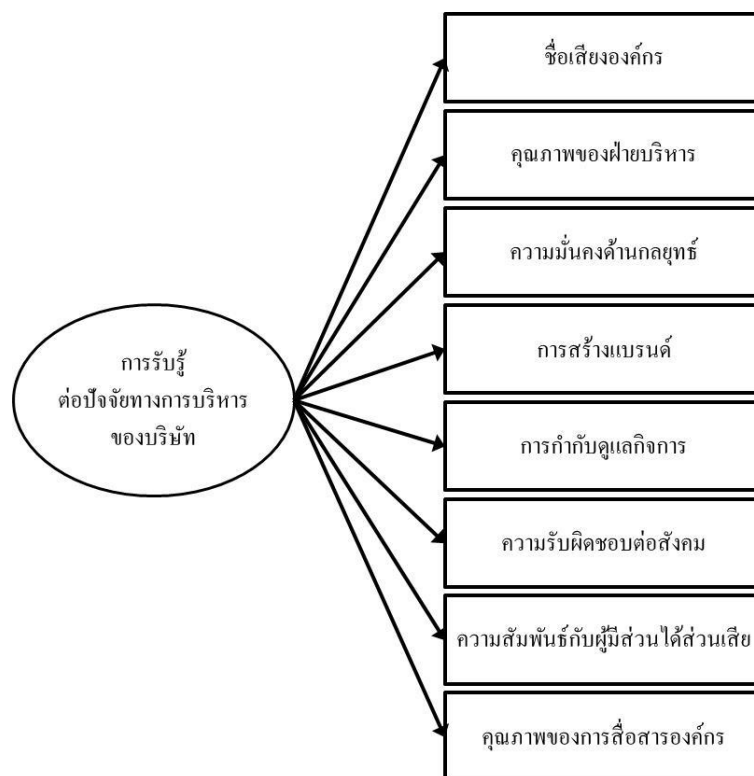 ชื่อเสียงองค์กร
คุณภาพของฝ่ายบริหาร
ความมั่นคงด้านกลยุทธ์
การรับรู้
ต่อปัจจัยทางการบริหาร
ของบริษัท
การสร้างแบรนด์
การกำกับดูแลกิจการ
ความรับผิดชอบต่อสังคม
ความสัมพันธ์กับผู้มีส่วนได้ส่วนเสีย
คุณภาพของการสื่อสารองค์กร